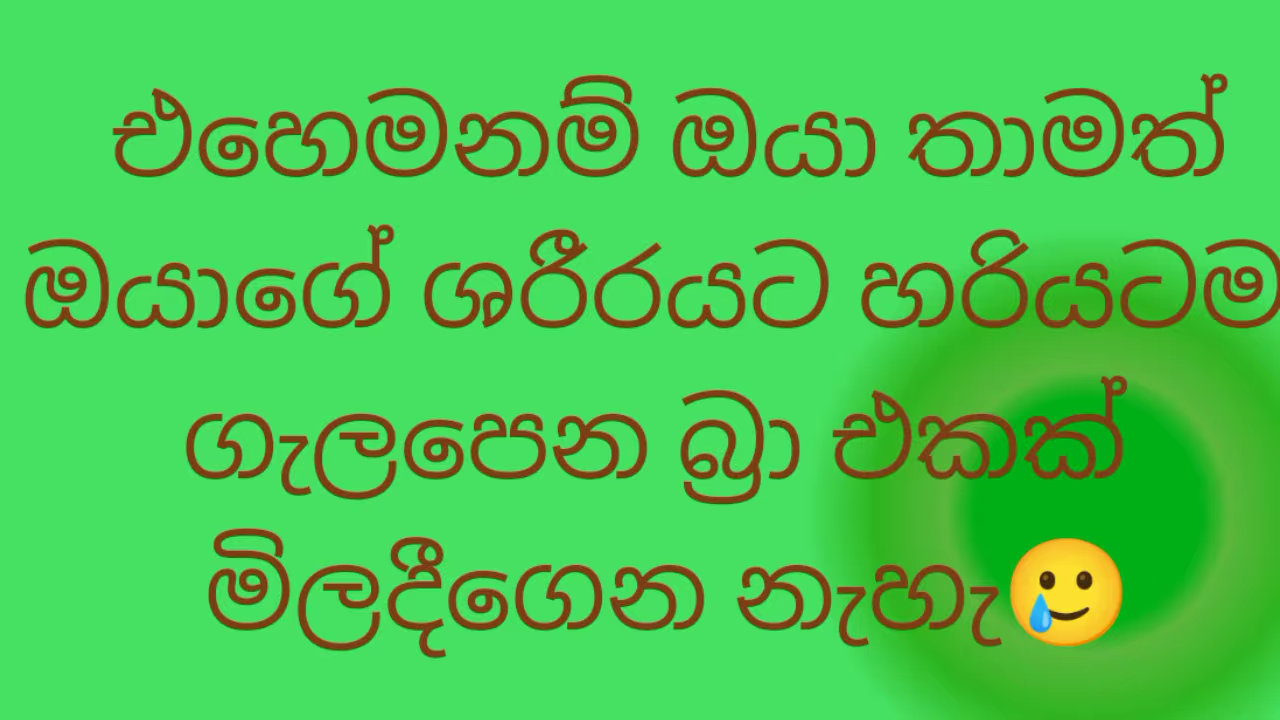 එහෙමනම් ඔයා තාමත්
ඔයාගේ ශරීරයට හරියටම
ගැලපෙන බ්‍රා එකක්
මිලදීගෙන නැහැ🥲